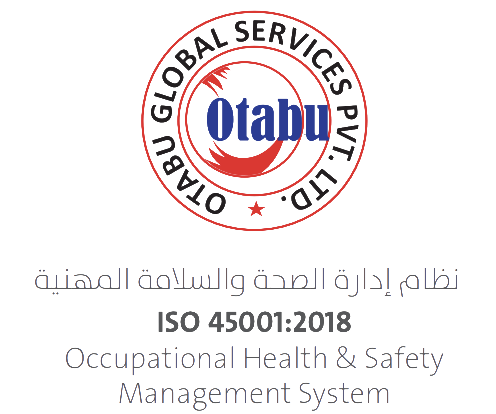 OTABU GLOBAL SERVICES PVT. LTD.
Otabu
نظام إدارة الصحة والسلامة المهنية
ISO 45001:2018
Occupational Health & Safety
Management System